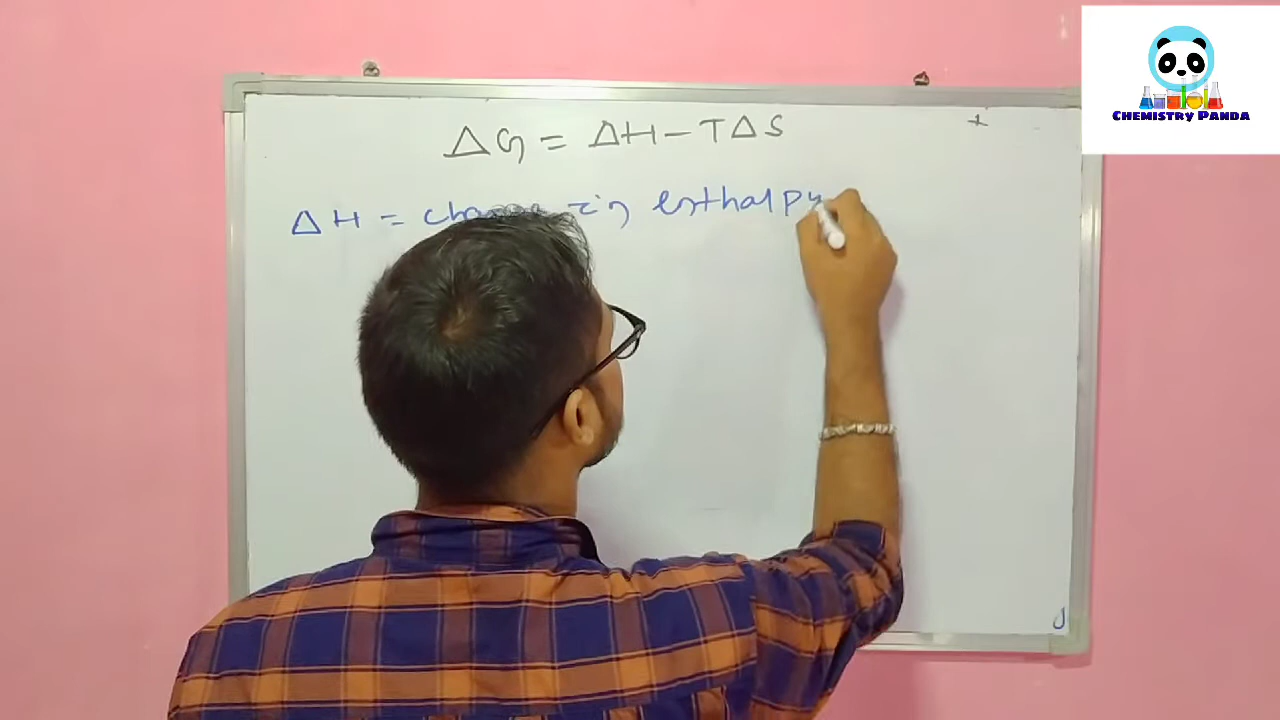 Chemistry Panda
ΔG = ΔH - TΔS
ΔH = change in enthalpy